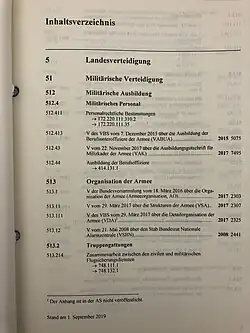 Inhaltsverzeichnis
5 Landesverteidigung
51 Militärische Verteidigung
512 Militärische Ausbildung
512.4 Militärisches Personal
512.411 Personalrechtliche Bestimmungen
→ 172.220.111.310.2
→ 172.220.111.35
512.413 V des VBS vom 7. Dezember 2015 über die Ausbildung der
Berufsunteroffiziere der Armee (VABUA) 2015 5075
512.43 V vom 22. November 2017 über die Ausbildungsgutschrift für
Milizkader der Armee (VAK) 2017 7495
512.44 Ausbildung der Berufsoffiziere
→ 414.131.1
513 Organisation der Armee
513.1 V der Bundesversammlung vom 18. März 2016 über die Orga-
nisation der Armee (Armeeorganisation, AO) 2017 2303
513.11 V vom 29. März 2017 über die Strukturen der Armee (VSA) 2017 2307
513.111 V des VBS vom 29. März 2017 über die Detailorganisation der
Armee (VDA) 2017 2325
513.12 V vom 21. Mai 2008 über den Stab Bundesrat Nationale
Alarmzentrale (VSBN) 2008 2441
513.2 Truppengattungen
513.214 Zusammenarbeit zwischen den zivilen und militärischen
Flugsicherungsdiensten
→ 748.111.1
→ 748.132.1
¹ Der Anhang ist in der AS nicht veröffentlicht.
Stand am 1. September 2019